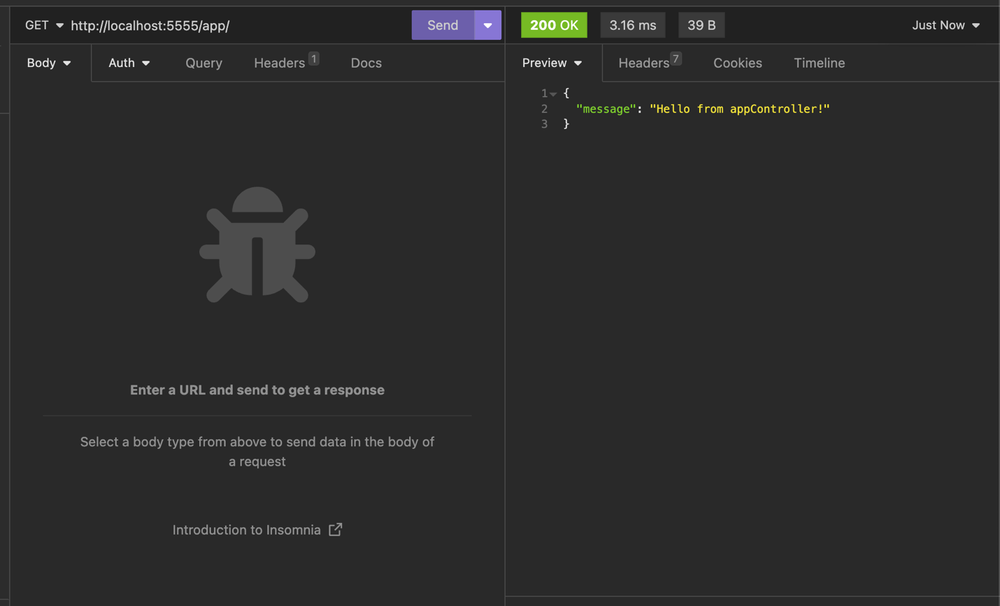 GET http://localhost:5555/app/ Send
200 OK 3.16 ms 39 B Just Now
Body Auth Query Headers 1 Docs
Preview Headers 7 Cookies Timeline
1 {
2 "message": "Hello from appController!"
3 }
Enter a URL and send to get a response
Select a body type from above to send data in the body of
a request
Introduction to Insomnia